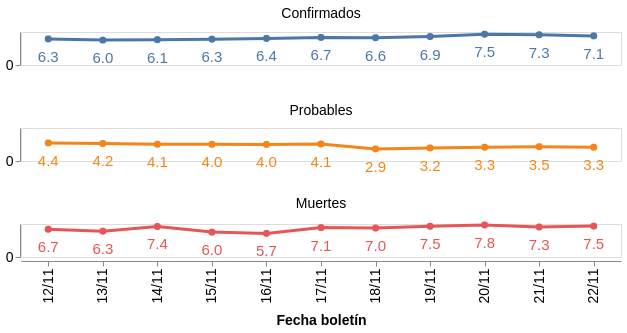 Confirmados
0
6.3 6.0 6.1 6.3 6.4 6.7 6.6 6.9 7.5 7.3 7.1
Probables
0
4.4 4.2 4.1 4.0 4.0 4.1 2.9 3.2 3.3 3.5 3.3
Muertes
0
6.7 6.3 7.4 6.0 5.7 7.1 7.0 7.5 7.8 7.3 7.5
12/11 13/11 14/11 15/11 16/11 17/11 18/11 19/11 20/11 21/11 22/11
Fecha boletín